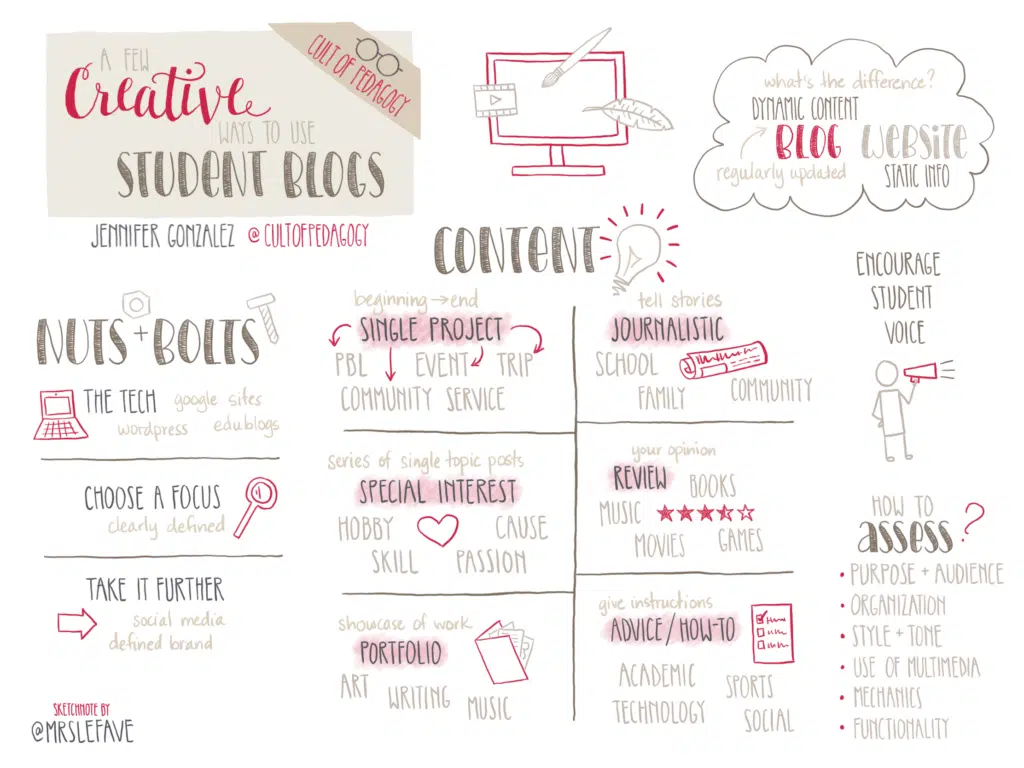 A FEW
Creative
WAYS TO USE
STUDENT BLOGS
CULT OF PEDAGOGY
JENNIFER GONZALEZ @CULTOFPEDAGOGY
what's the difference?
DYNAMIC CONTENT
BLOG WEBSITE
regularly updated STATIC INFO
NUTS + BOLTS
THE TECH google sites
wordpress edublogs
CHOOSE A FOCUS
clearly defined
TAKE IT FURTHER
social media
defined brand
CONTENT
beginning → end
SINGLE PROJECT
PBL EVENT TRIP
COMMUNITY SERVICE
series of single topic posts
SPECIAL INTEREST
HOBBY CAUSE
SKILL PASSION
showcase of work
PORTFOLIO
ART WRITING MUSIC
tell stories
JOURNALISTIC
SCHOOL
FAMILY COMMUNITY
your opinion
REVIEW BOOKS
MUSIC
MOVIES GAMES
give instructions
ADVICE/HOW-TO
ACADEMIC SPORTS
TECHNOLOGY SOCIAL
ENCOURAGE
STUDENT
VOICE
HOW TO
assess?
• PURPOSE + AUDIENCE
• ORGANIZATION
• STYLE + TONE
• USE OF MULTIMEDIA
• MECHANICS
• FUNCTIONALITY
SKETCHNOTE BY
@MRSLEFAVE